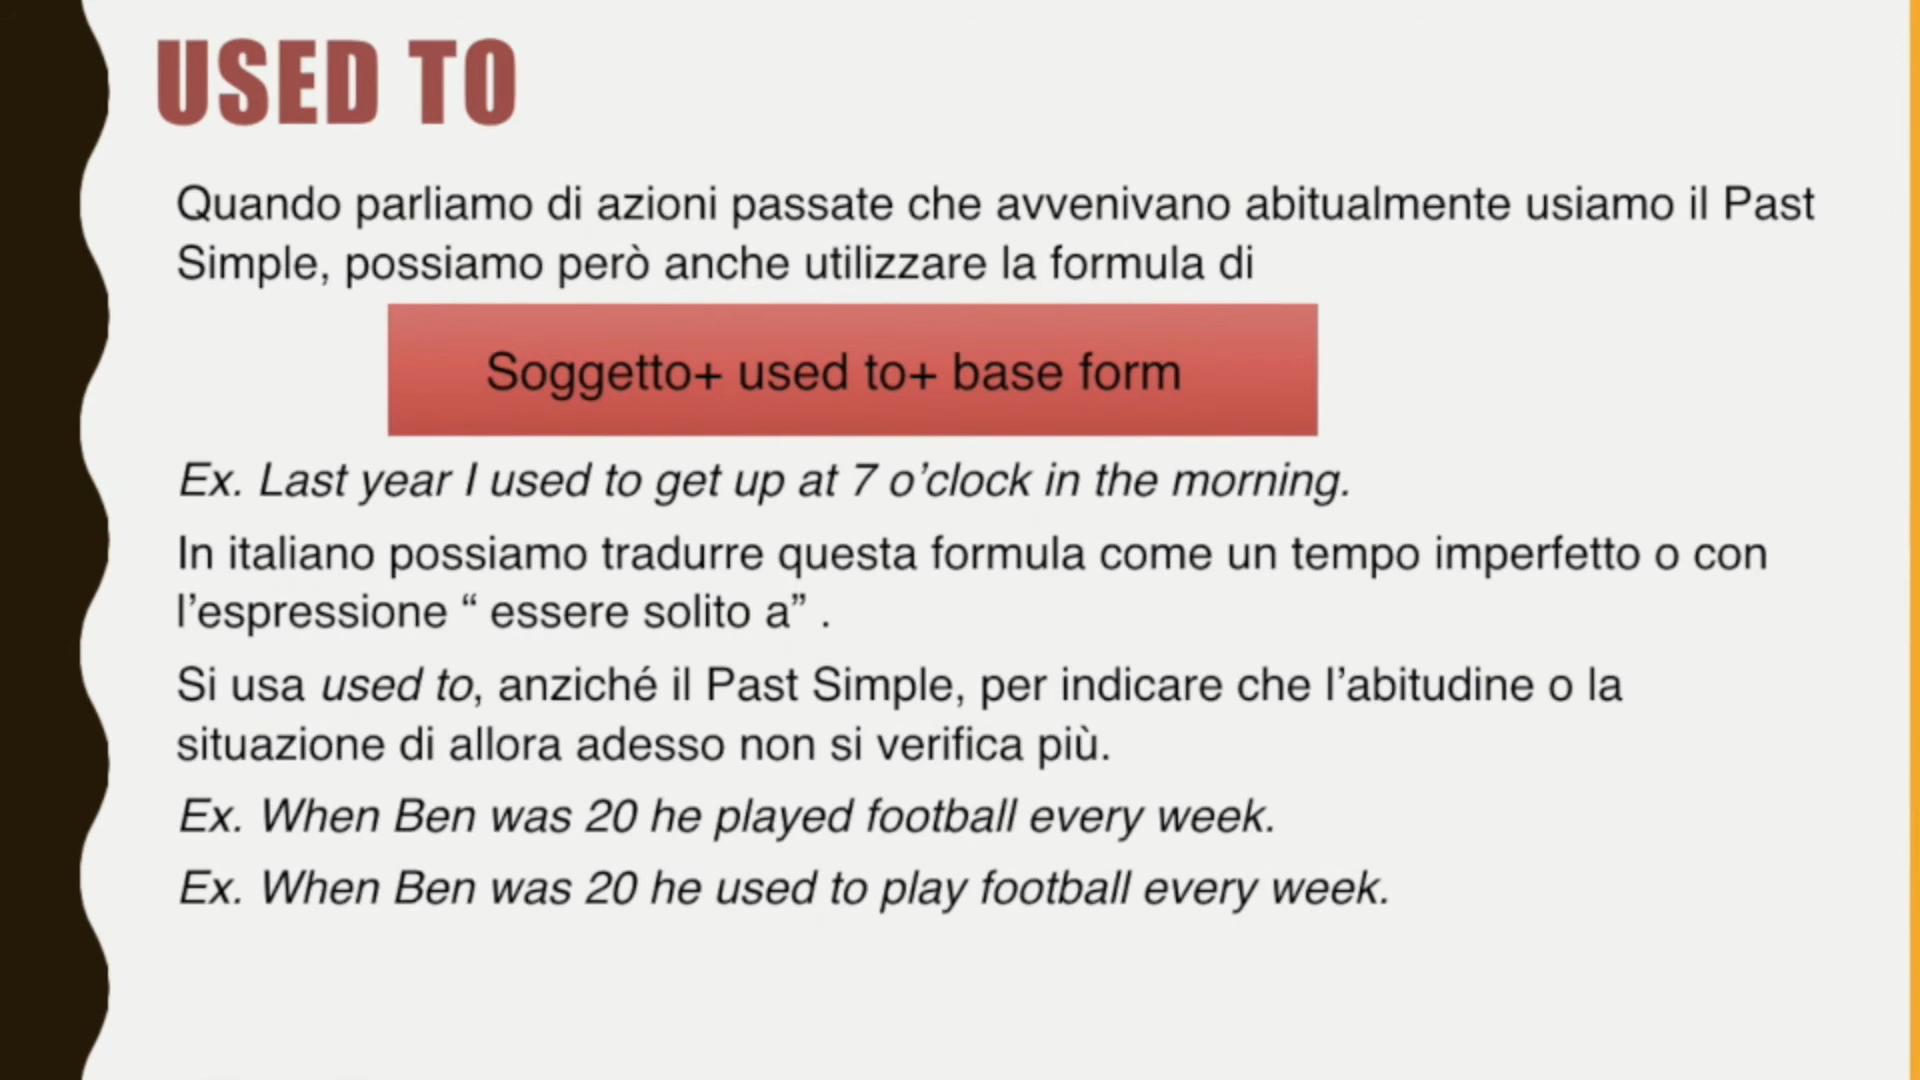 USED TO
Quando parliamo di azioni passate che avvenivano abitualmente usiamo il Past
Simple, possiamo però anche utilizzare la formula di
Soggetto+ used to+ base form
Ex. Last year I used to get up at 7 o’clock in the morning.
In italiano possiamo tradurre questa formula come un tempo imperfetto o con
l’espressione “ essere solito a” .
Si usa used to, anziché il Past Simple, per indicare che l’abitudine o la
situazione di allora adesso non si verifica più.
Ex. When Ben was 20 he played football every week.
Ex. When Ben was 20 he used to play football every week.